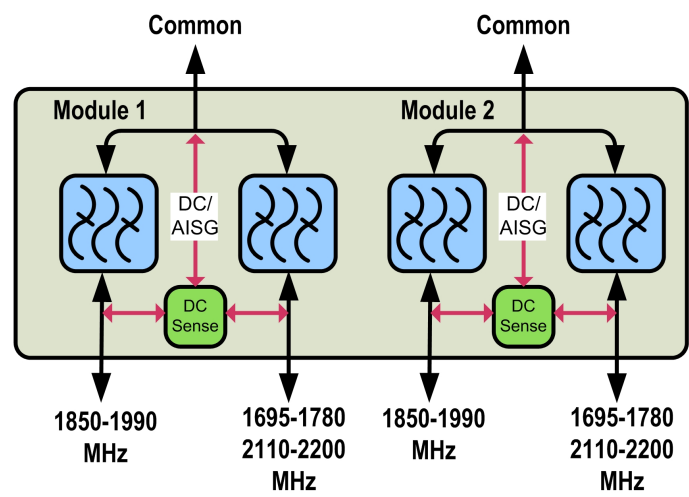 Common
Common
Module 1
Module 2
DC/
AISG
DC/
AISG
DC
Sense
DC
Sense
1850-1990
MHz
1695-1780
2110-2200
MHz
1850-1990
MHz
1695-1780
2110-2200
MHz